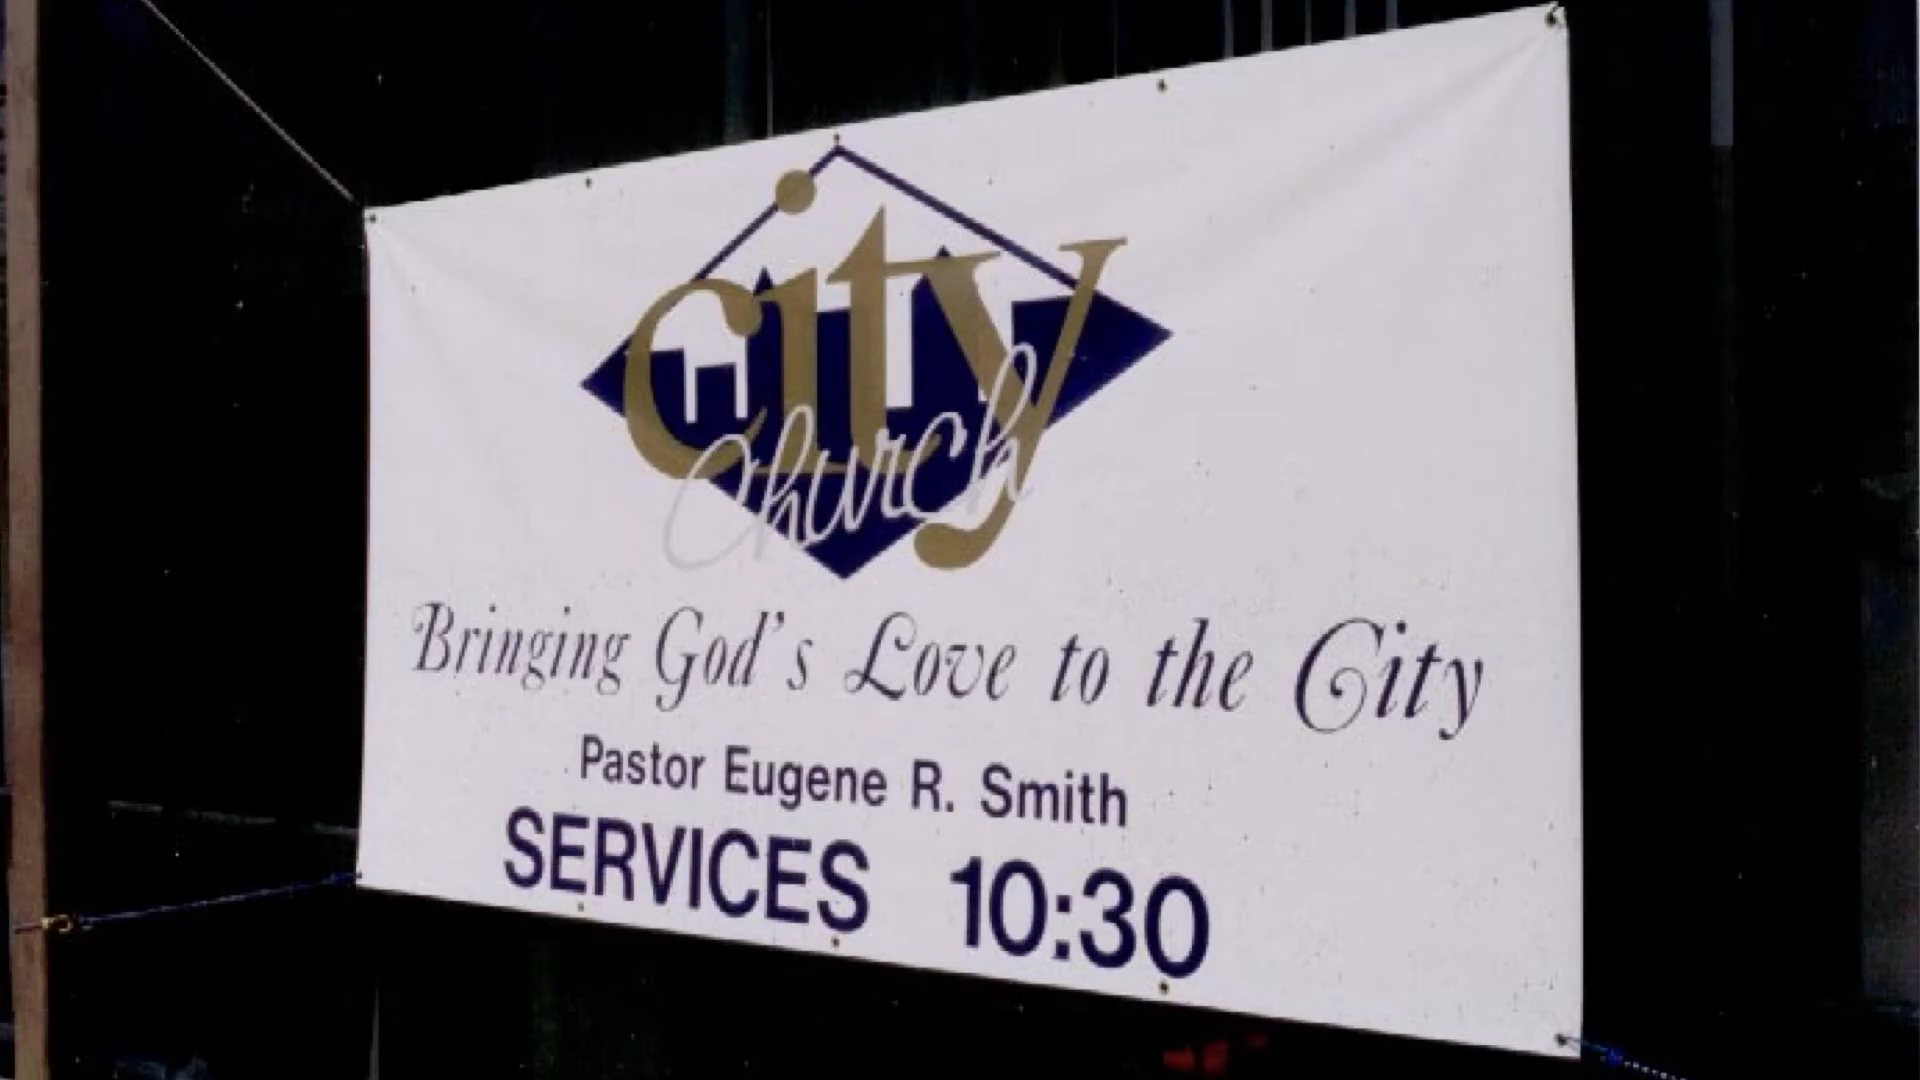 city
Church
Bringing God's Love to the City
Pastor Eugene R. Smith
SERVICES 10:30